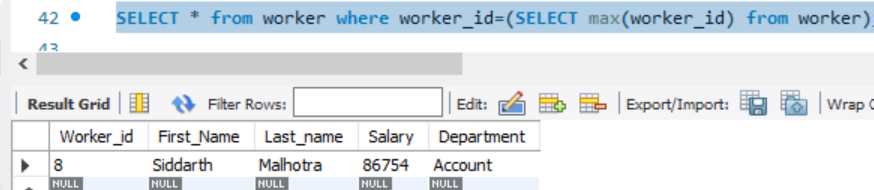 42 SELECT * from worker where worker_id=(SELECT max(worker_id) from worker)
43
Result Grid Filter Rows: Edit: Export/Import: Wrap C
Worker_id First_Name Last_name Salary Department
8 Siddarth Malhotra 86754 Account
NULL NULL NULL NULL NULL